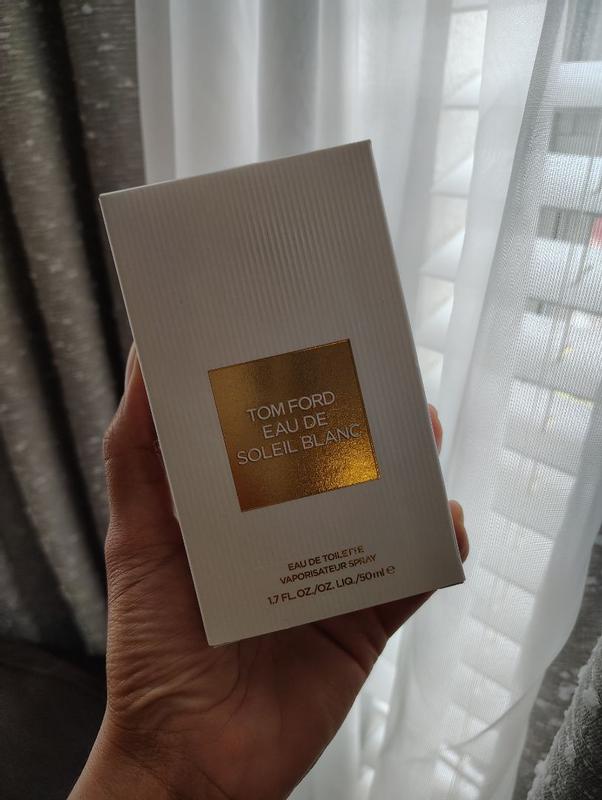 TOM FORD
EAU DE
SOLEIL BLANC
EAU DE TOILETTE
VAPORISATEUR SPRAY
1.7 FL.OZ./OZ. LIQ./50ml ℮